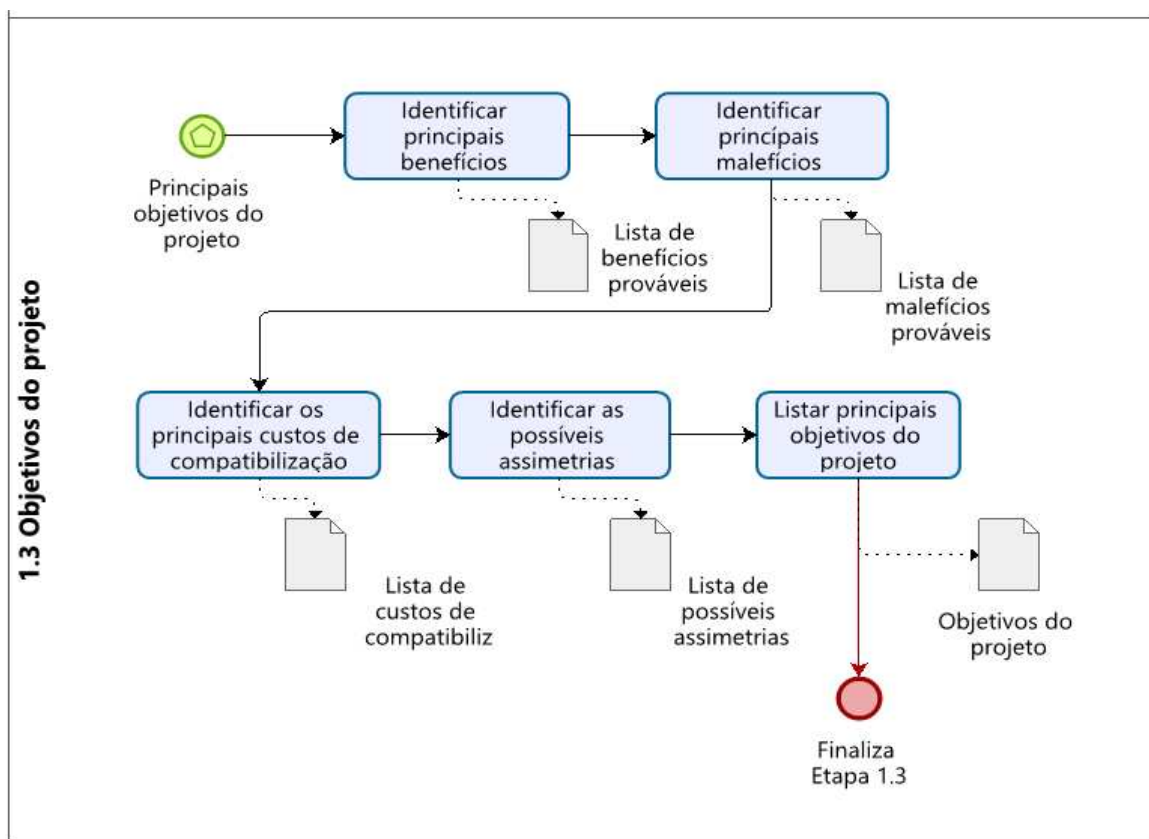 1.3 Objetivos do projeto
Principais
objetivos do
projeto
Identificar
principais
benefícios
Identificar
princípais
malefícios
Lista de
benefícios
prováveis
Lista de
malefícios
prováveis
Identificar os
principais custos de
compatibilização
Identificar as
possíveis
assimetrias
Listar principais
objetivos do
projeto
Lista de
custos de
compatibiliz
Lista de
possíveis
assimetrias
Objetivos do
projeto
Finaliza
Etapa 1.3